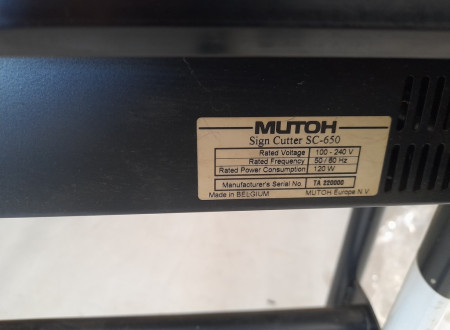 MUTOH
Sign Cutter SC-650
Rated Voltage 100 - 240 V
Rated Frequency 50 / 60 Hz
Rated Power Consumption 120 W
Manufacturer's Serial No. TA 220000
Made in BELGIUM MUTOH Europe N.V.